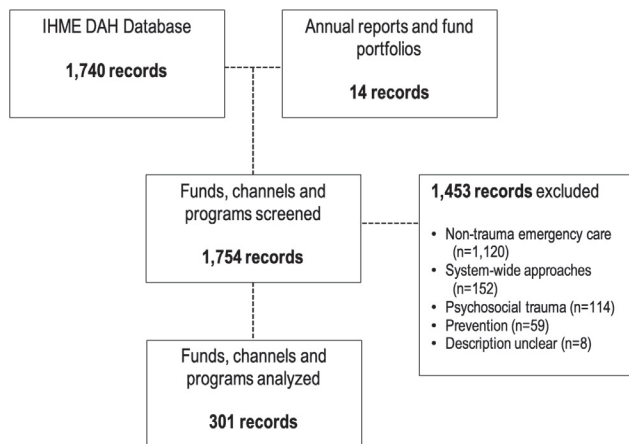 IHME DAH Database
1,740 records
Annual reports and fund
portfolios
14 records
Funds, channels and
programs screened
1,754 records
1,453 records excluded
• Non-trauma emergency care
(n=1,120)
• System-wide approaches
(n=152)
• Psychosocial trauma (n=114)
• Prevention (n=59)
• Description unclear (n=8)
Funds, channels and
programs analyzed
301 records